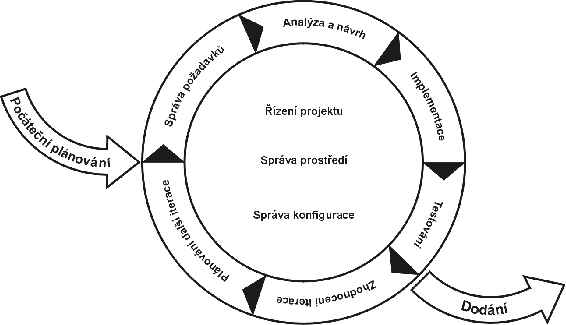 Počáteční plánování
Správa požadavků
Analýza a návrh
Implementace
Testování
Zhodnocení iterace
Plánování další iterace
Řízení projektu
Správa prostředí
Správa konfigurace
Dodání